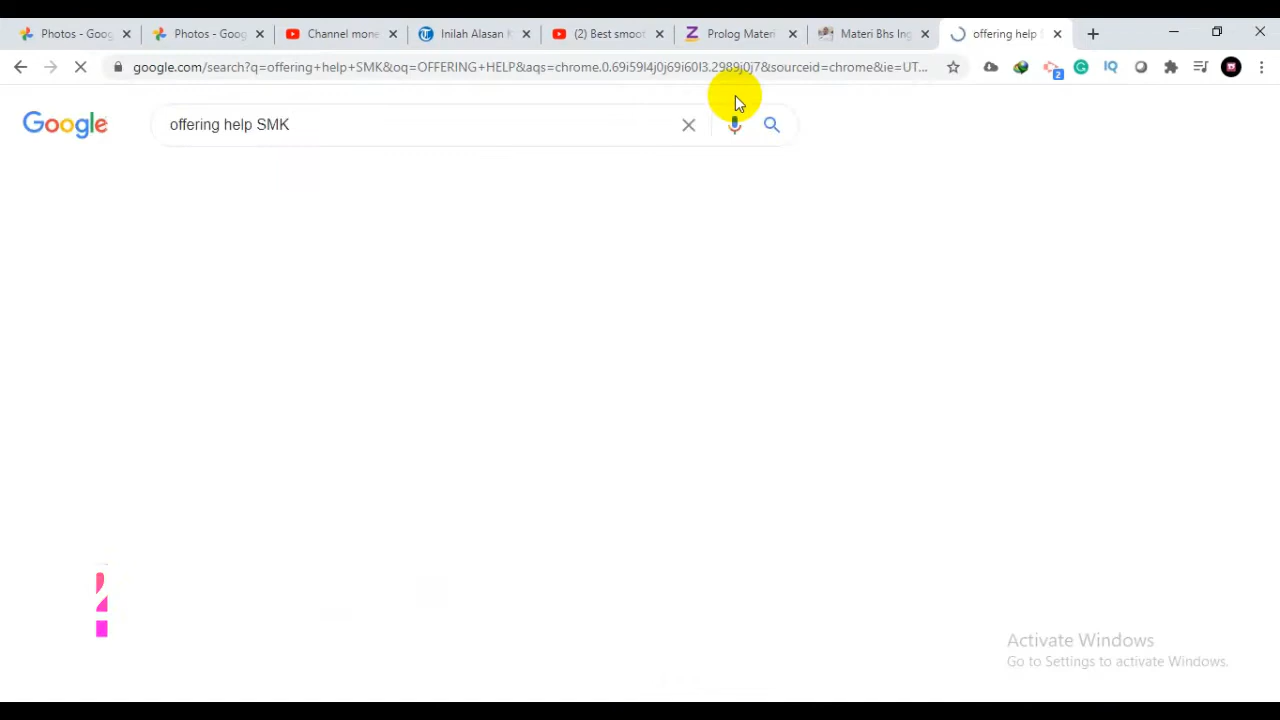 Photos - Goog
Photos - Goog
Channel mone
Inilah Alasan K
(2) Best smoot
Prolog Materi
Materi Bhs Ing
offering help
google.com/search?q=offering+help+SMK&oq=OFFERING+HELP&aqs=chrome.0.69i59l4j0j69i60l3.2989j0j7&sourceid=chrome&ie=UT...
2
IQ
Google
offering help SMK
Activate Windows
Go to Settings to activate Windows.